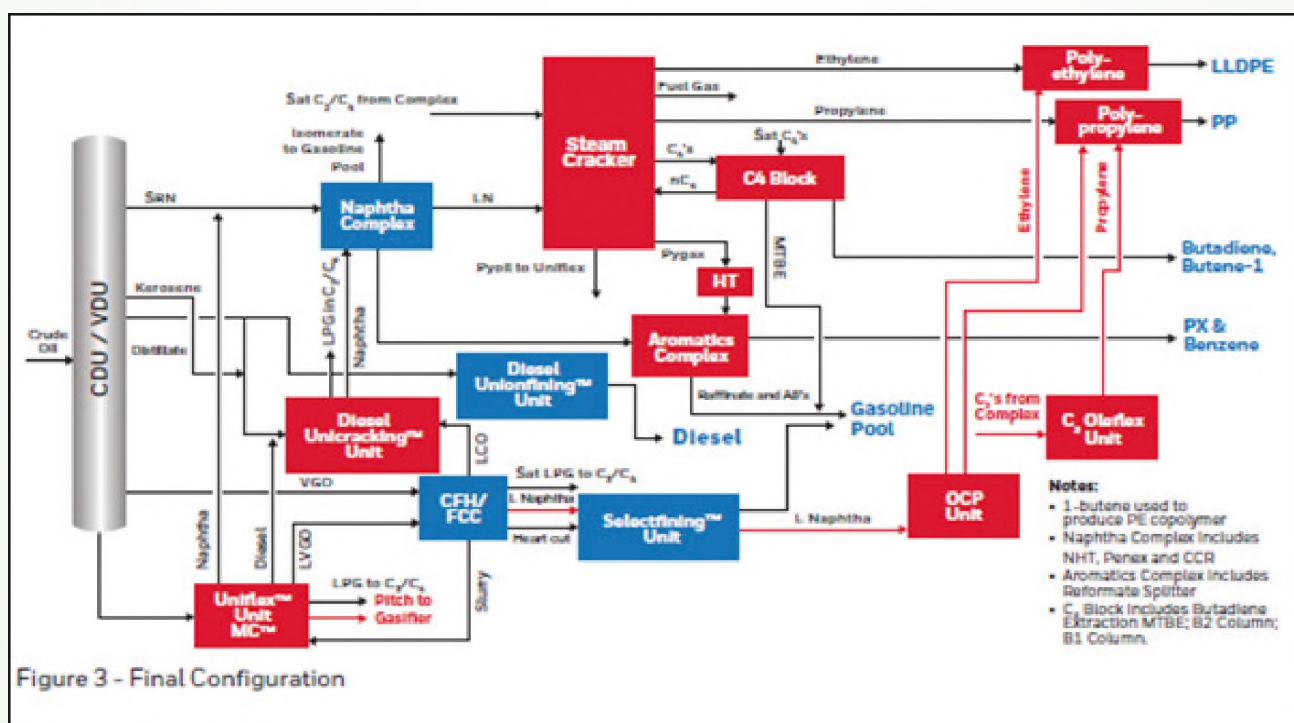 Ethylene
Poly-
ethylene
LLDPE
Fuel Gas
Sat C₂/C₄ from Complex
Propylene
Poly-
propylene
PP
Isomerate
to Gasoline
Pool
Steam
Cracker
Sat C₄'s
C₄'s
nC₄
C4 Block
SRN
Naphtha
Complex
LN
Ethylene
Propylene
MTBE
Pyoil to Uniflex
Pygas
HT
Butadiene,
Butene-1
Kerosene
LPG in C₂/C₄
Naphtha
CDU / VDU
Crude
Oil
Distillate
Aromatics
Complex
PX &
Benzene
Diesel
Unionfining™
Unit
Raffinate and A8's
Gasoline
Pool
Diesel
Unicracking™
Unit
Diesel
LCO
C₃'s from
Complex
C₃ Oleflex
Unit
VGO
Sat LPG to C₂/C₄
CFH/
FCC
L Naphtha
Heart cut
Selectfining™
Unit
L Naphtha
OCP
Unit
Naphtha
Diesel
LVGO
Slurry
LPG to C₂/C₄
Pitch to
Gasifier
Uniflex™
Unit
MC™
Notes:
• 1-butene used to
produce PE copolymer
• Naphtha Complex includes
NHT, Penex and CCR
• Aromatics Complex includes
Reformate Splitter
• C₄ Block includes Butadiene
Extraction MTBE; B2 Column;
B1 Column.
Figure 3 - Final Configuration